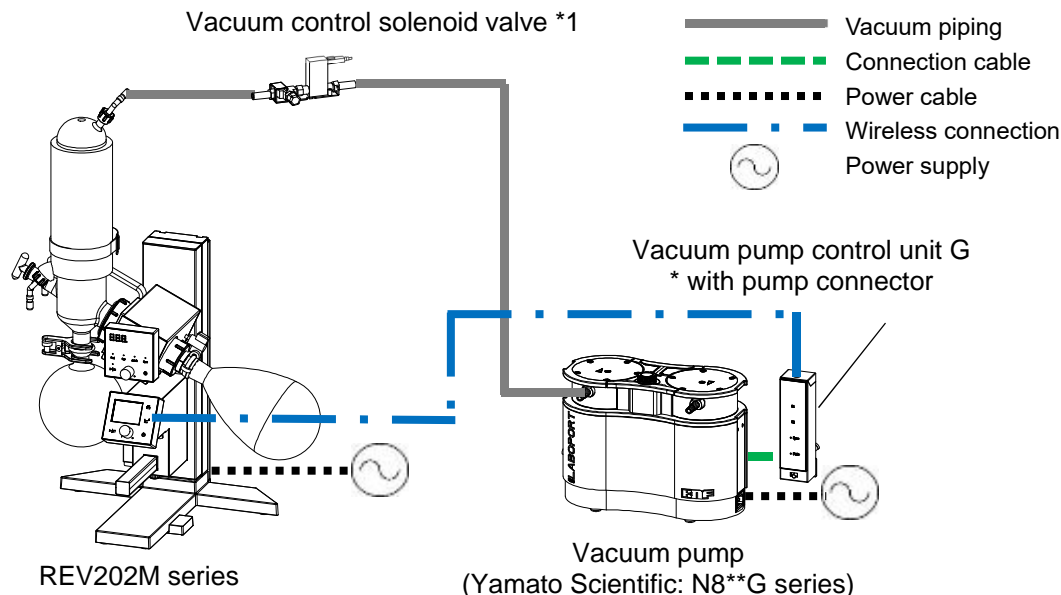 Vacuum control solenoid valve *1
Vacuum piping
Connection cable
Power cable
Wireless connection
Power supply
Vacuum pump control unit G
* with pump connector
LABOPORT
REV202M series
Vacuum pump
(Yamato Scientific: N8**G series)